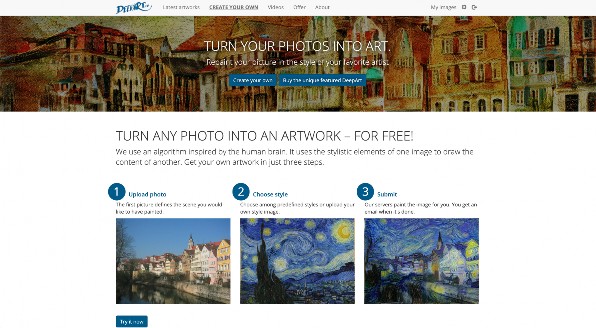 DEEPART
Latest artworks CREATE YOUR OWN Videos Offer About My images
TURN YOUR PHOTOS INTO ART.
Repaint your picture in the style of your favorite artist.
Create your own Buy the unique featured DeepArt
TURN ANY PHOTO INTO AN ARTWORK – FOR FREE!
We use an algorithm inspired by the human brain. It uses the stylistic elements of one image to draw the
content of another. Get your own artwork in just three steps.
1 Upload photo
The first picture defines the scene you would
like to have painted.
2 Choose style
Choose among predefined styles or upload your
own style image.
3 Submit
Our servers paint the image for you. You get an
email when it's done.
Try it now